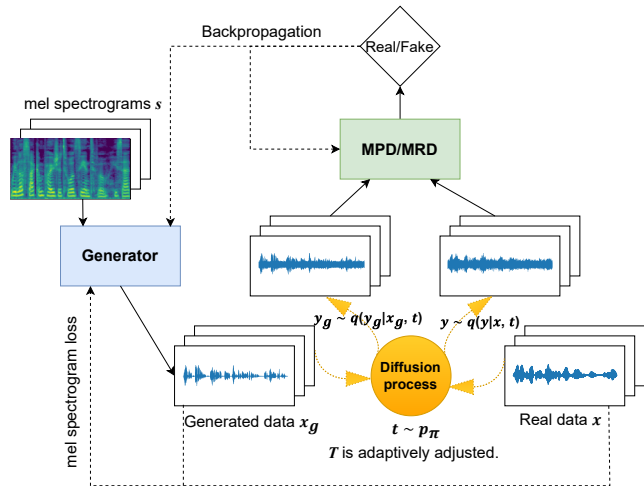 Backpropagation
Real/Fake
mel spectrograms s
MPD/MRD
Generator
y_g ~ q(y_g|x_g, t)
y ~ q(y|x, t)
mel spectrogram loss
Diffusion
process
Generated data x_g
t ~ p_π
Real data x
T is adaptively adjusted.